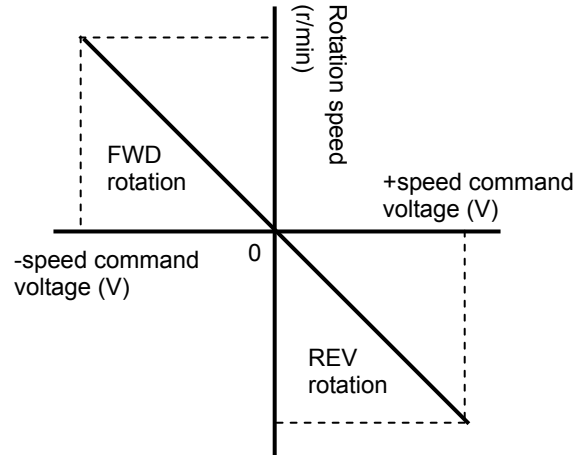 Rotation speed
(r/min)
FWD
rotation
+speed command
voltage (V)
0
-speed command
voltage (V)
REV
rotation